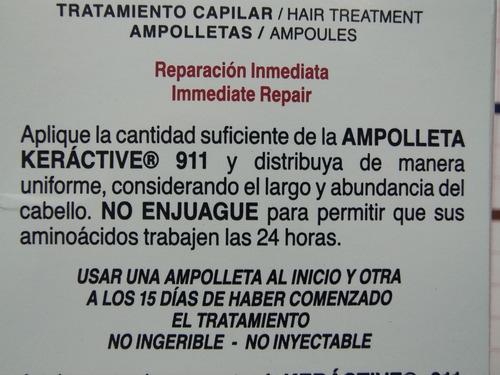 TRATAMIENTO CAPILAR / HAIR TREATMENT
AMPOLLETAS / AMPOULES
Reparación Inmediata
Immediate Repair
Aplique la cantidad suficiente de la AMPOLLETA
KERÁCTIVE® 911 y distribuya de manera
uniforme, considerando el largo y abundancia del
cabello. NO ENJUAGUE para permitir que sus
aminoácidos trabajen las 24 horas.
USAR UNA AMPOLLETA AL INICIO Y OTRA
A LOS 15 DÍAS DE HABER COMENZADO
EL TRATAMIENTO
NO INGERIBLE - NO INYECTABLE
KERÁCTIVE® 911